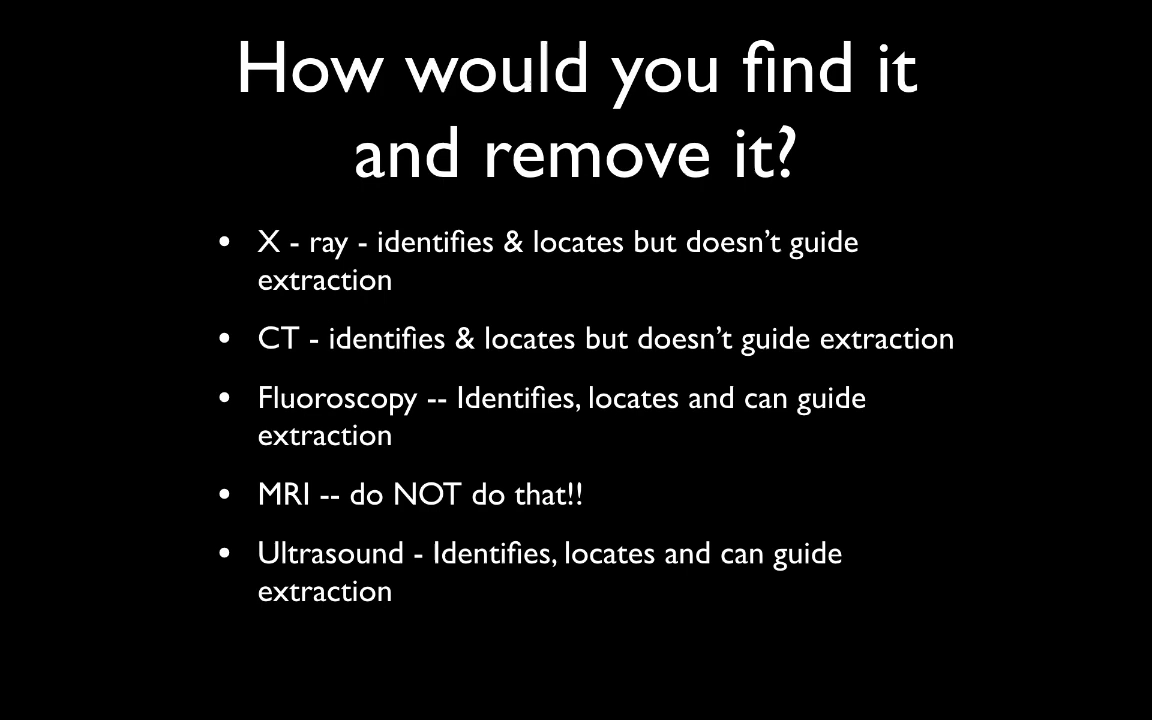 How would you find it
and remove it?
• X - ray - identifies & locates but doesn’t guide
extraction
• CT - identifies & locates but doesn’t guide extraction
• Fluoroscopy -- Identifies, locates and can guide
extraction
• MRI -- do NOT do that!!
• Ultrasound - Identifies, locates and can guide
extraction